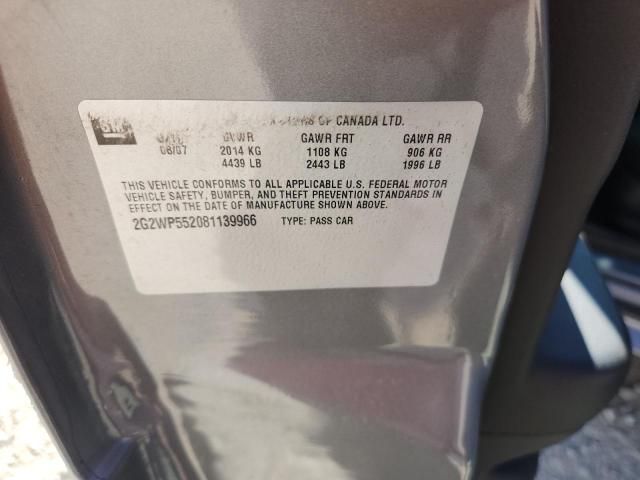 GM OF CANADA LTD.
GVWR GAWR FRT GAWR RR
08/07 2014 KG 1108 KG 906 KG
4439 LB 2443 LB 1996 LB
THIS VEHICLE CONFORMS TO ALL APPLICABLE U.S. FEDERAL MOTOR
VEHICLE SAFETY, BUMPER, AND THEFT PREVENTION STANDARDS IN
EFFECT ON THE DATE OF MANUFACTURE SHOWN ABOVE.
2G2WP552081139966 TYPE: PASS CAR